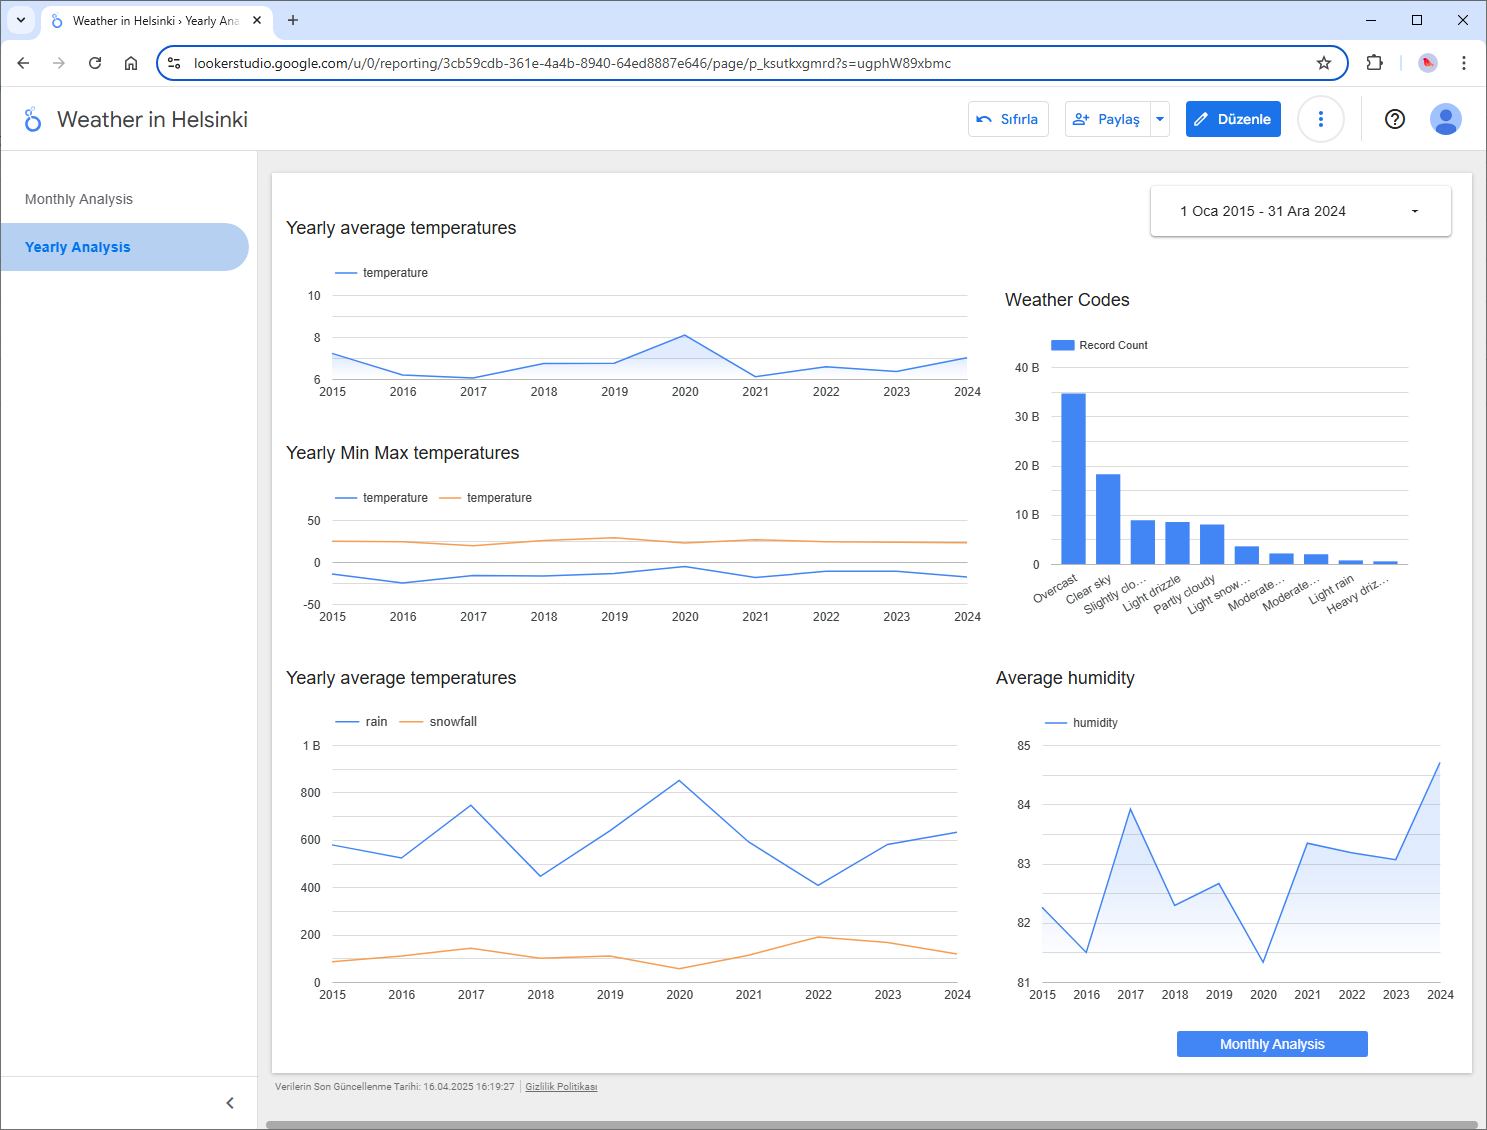 Weather in Helsinki › Yearly Ana
lookerstudio.google.com/u/0/reporting/3cb59cdb-361e-4a4b-8940-64ed8887e646/page/p_ksutkxgmrd?s=ugphW89xbmc
Weather in Helsinki
Sıfırla
Paylaş
Düzenle
Monthly Analysis
Yearly Analysis
1 Oca 2015 - 31 Ara 2024
Yearly average temperatures
temperature
10
8
6
2015 2016 2017 2018 2019 2020 2021 2022 2023 2024
Weather Codes
Record Count
40 B
30 B
20 B
10 B
0
Overcast
Clear sky
Slightly clo...
Light drizzle
Partly cloudy
Light snow...
Moderate...
Moderate...
Light rain
Heavy driz...
Yearly Min Max temperatures
temperature temperature
50
0
-50
2015 2016 2017 2018 2019 2020 2021 2022 2023 2024
Yearly average temperatures
rain snowfall
1 B
800
600
400
200
0
2015 2016 2017 2018 2019 2020 2021 2022 2023 2024
Average humidity
humidity
85
84
83
82
81
2015 2016 2017 2018 2019 2020 2021 2022 2023 2024
Monthly Analysis
Verilerin Son Güncellenme Tarihi: 16.04.2025 16:19:27 Gizlilik Politikası